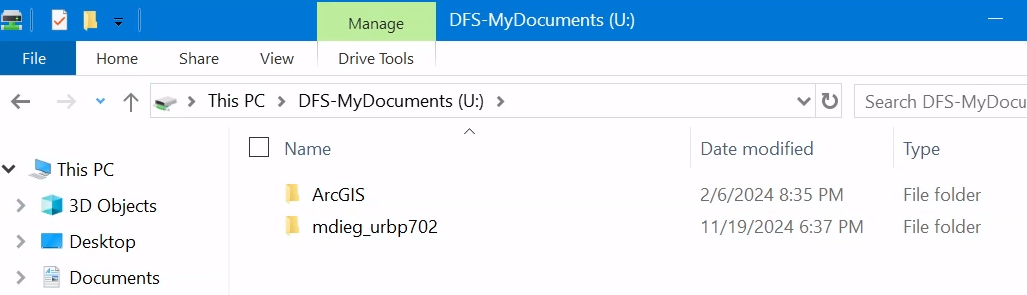 Manage DFS-MyDocuments (U:)
File Home Share View Drive Tools
This PC DFS-MyDocuments (U:) Search DFS-MyDocu
Name Date modified Type
This PC
ArcGIS 2/6/2024 8:35 PM File folder
3D Objects
mdieg_urbp702 11/19/2024 6:37 PM File folder
Desktop
Documents